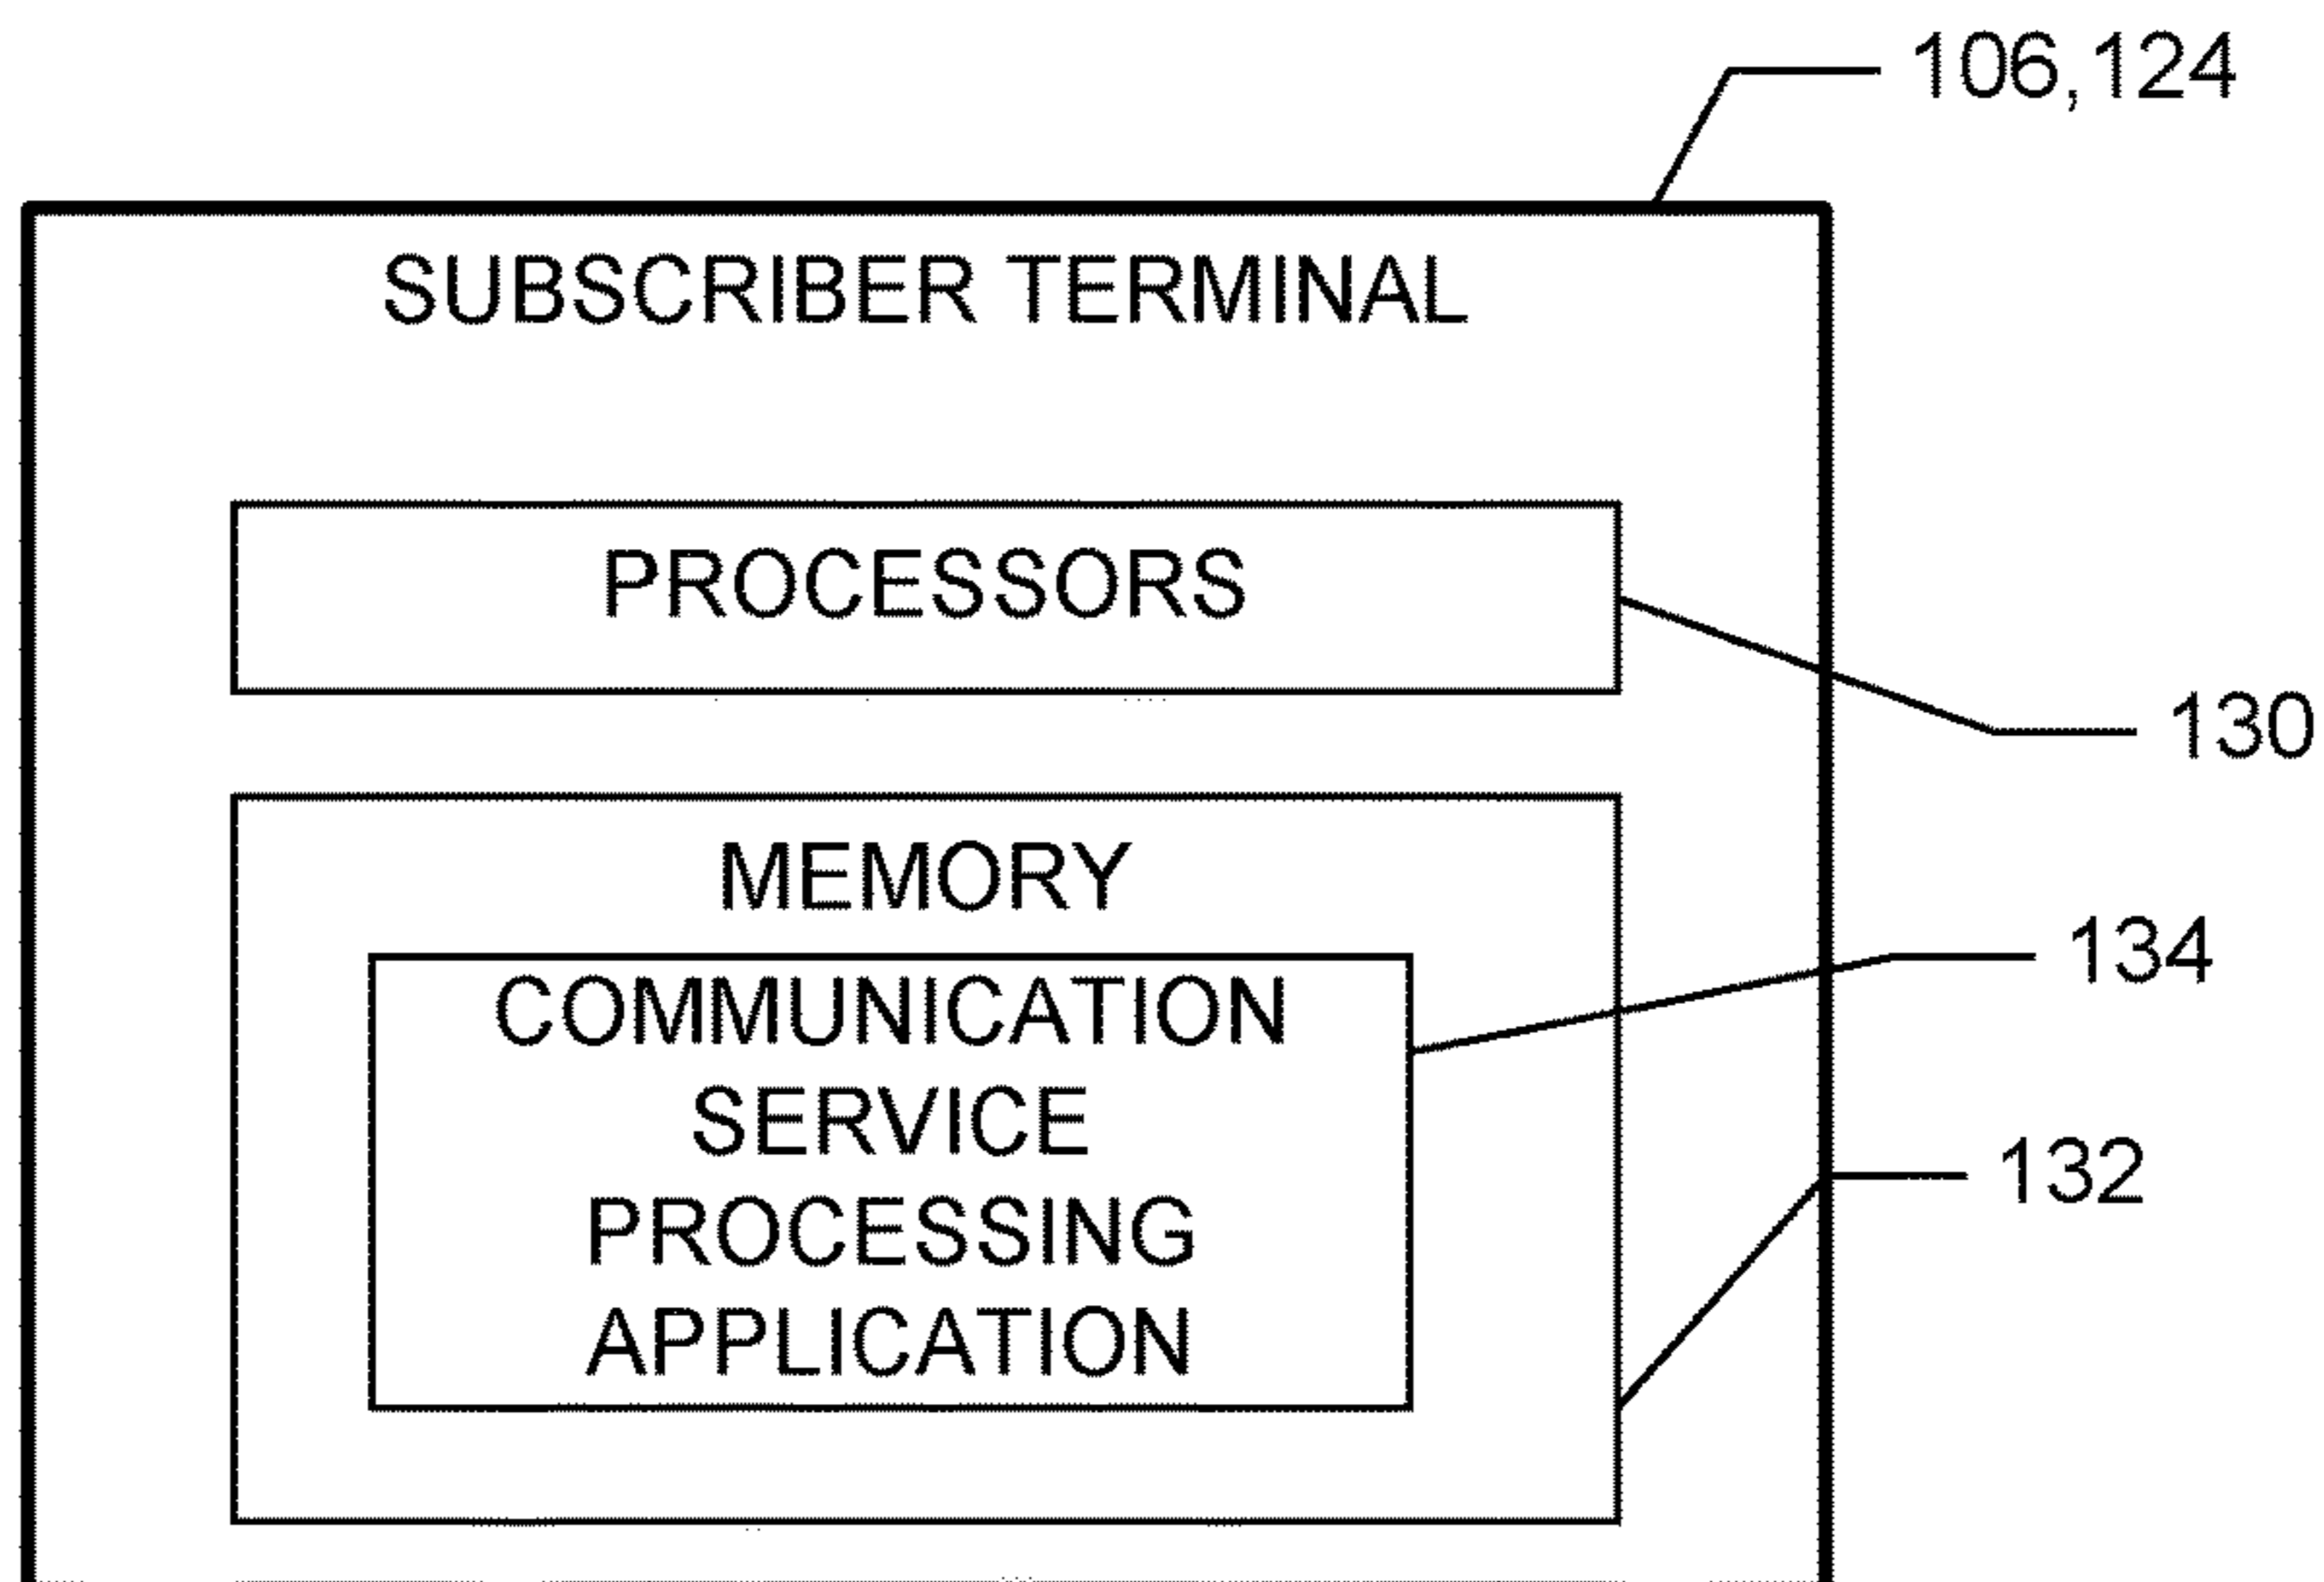 106,124
SUBSCRIBER TERMINAL
PROCESSORS
130
MEMORY
134
COMMUNICATION
SERVICE
PROCESSING
APPLICATION
132